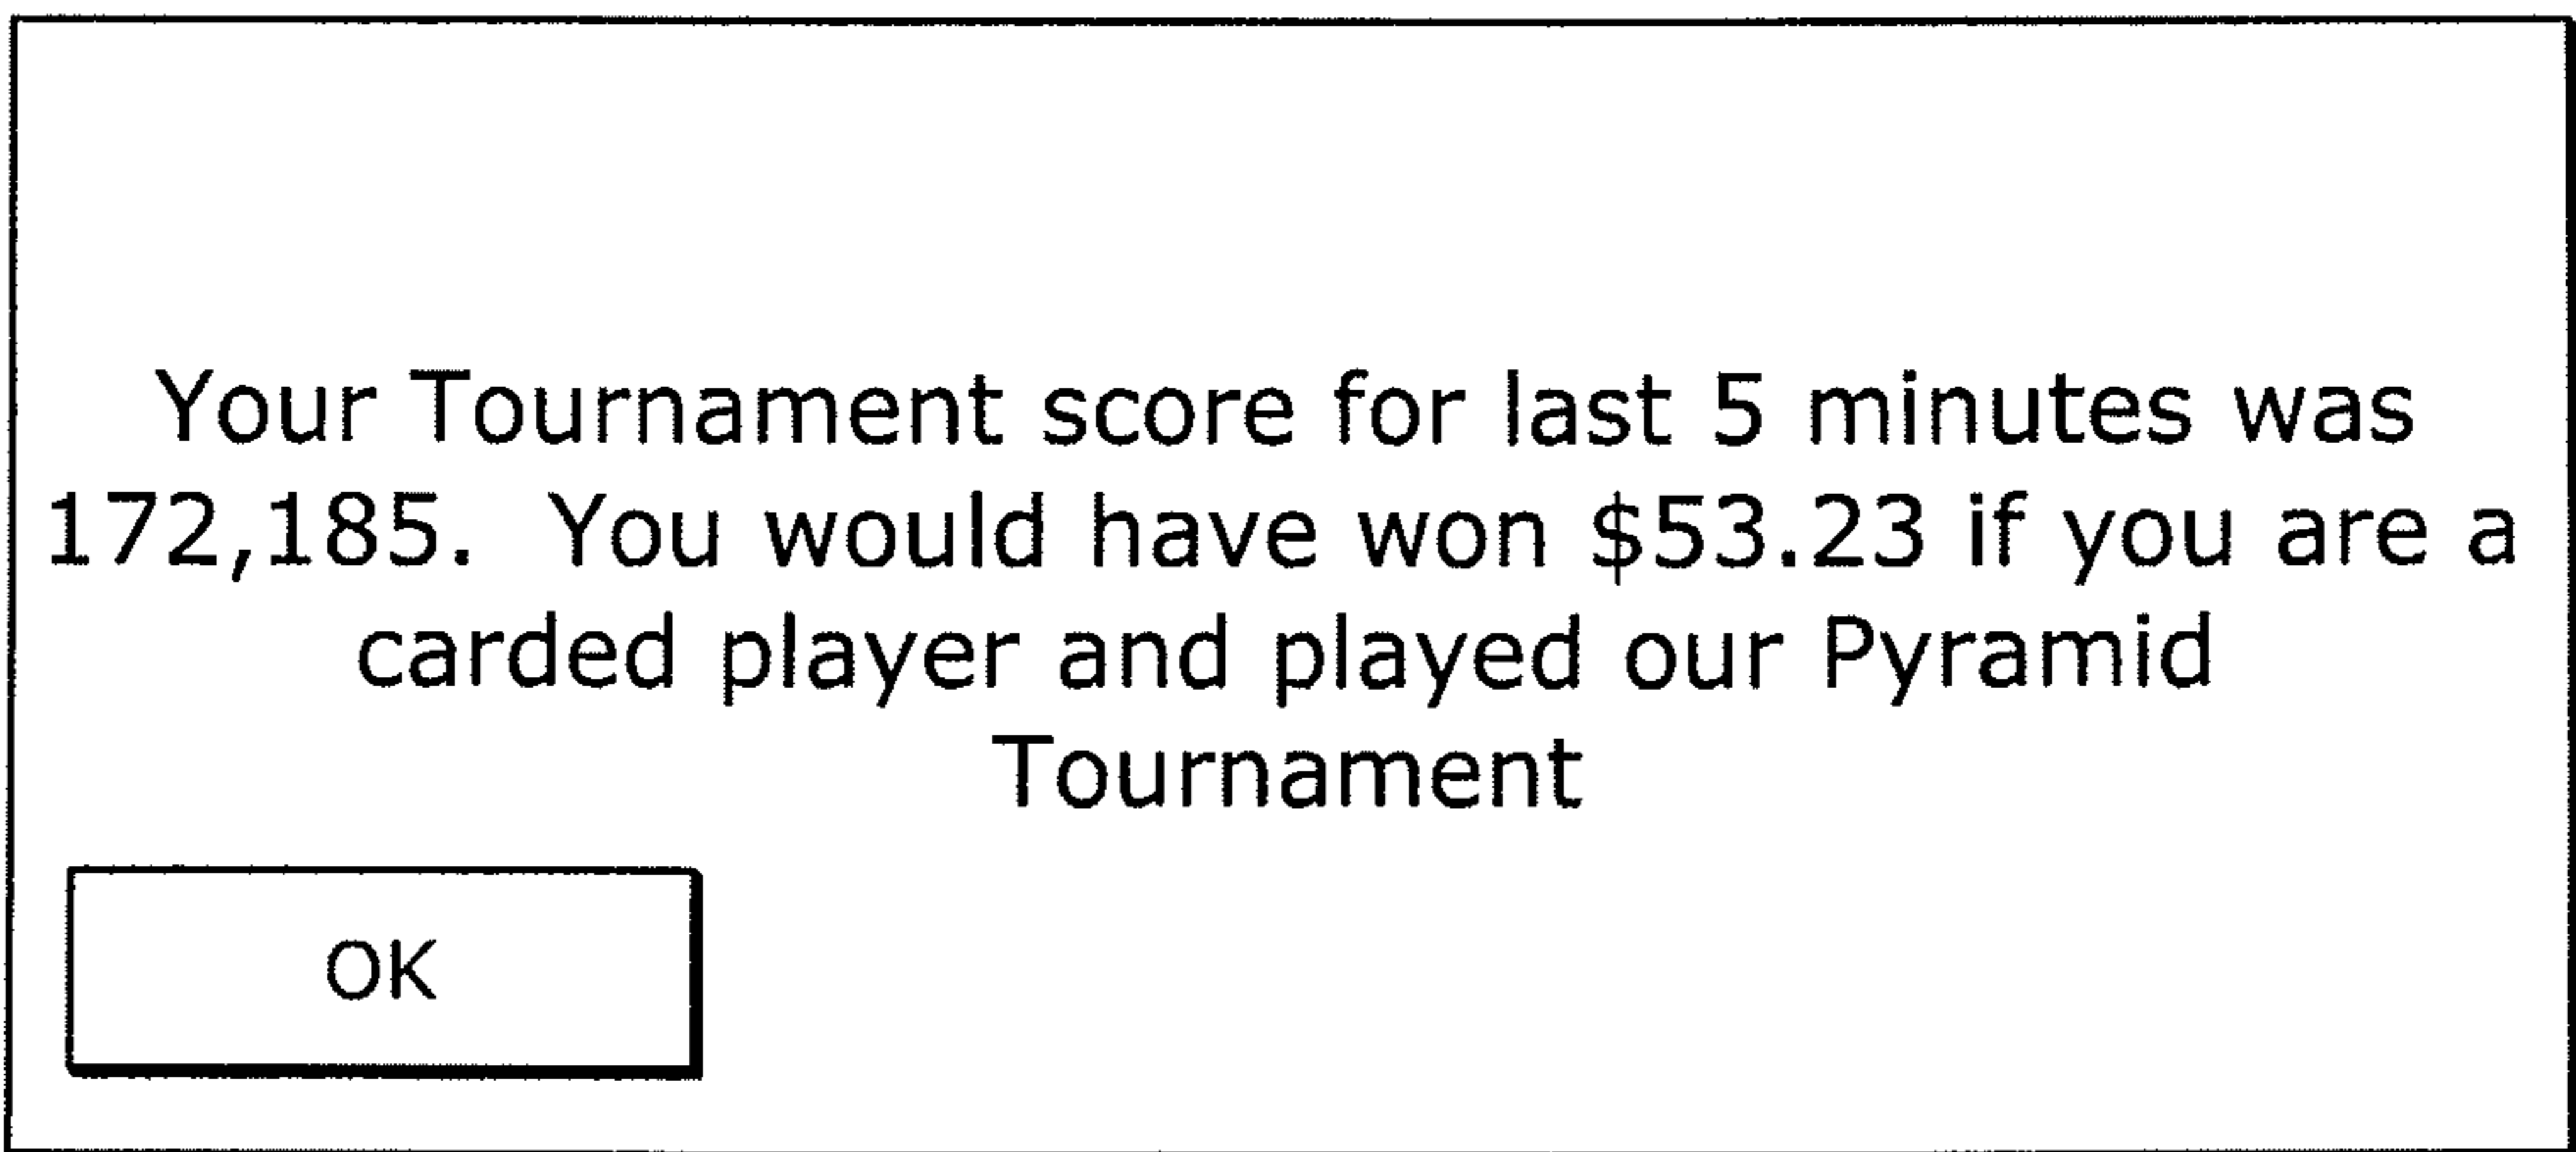 Your Tournament score for last 5 minutes was
172,185.  You would have won $53.23 if you are a
carded player and played our Pyramid
Tournament
OK